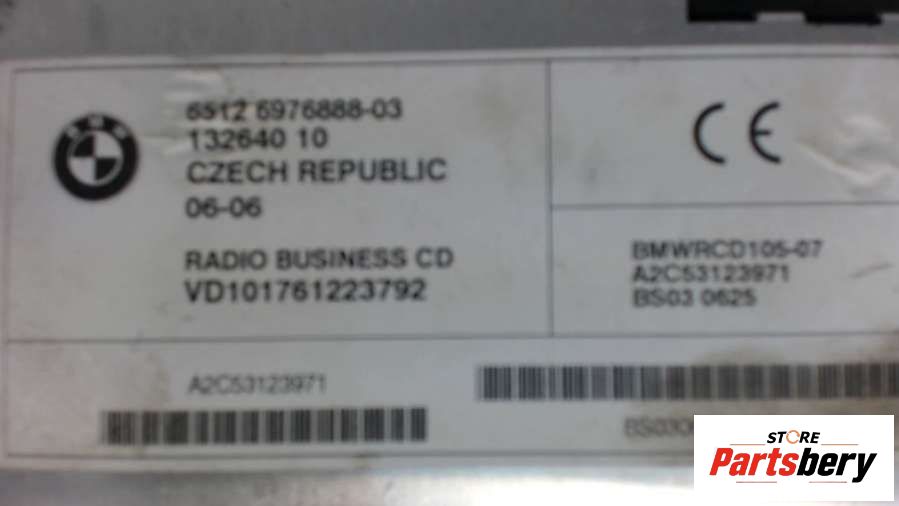 BMW
6512 6976888-03
132640 10
CZECH REPUBLIC
06-06
RADIO BUSINESS CD
VD101761223792
CE
BMWRCD105-07
A2C53123971
BS03 0625
A2C53123971
STORE
Partsbery